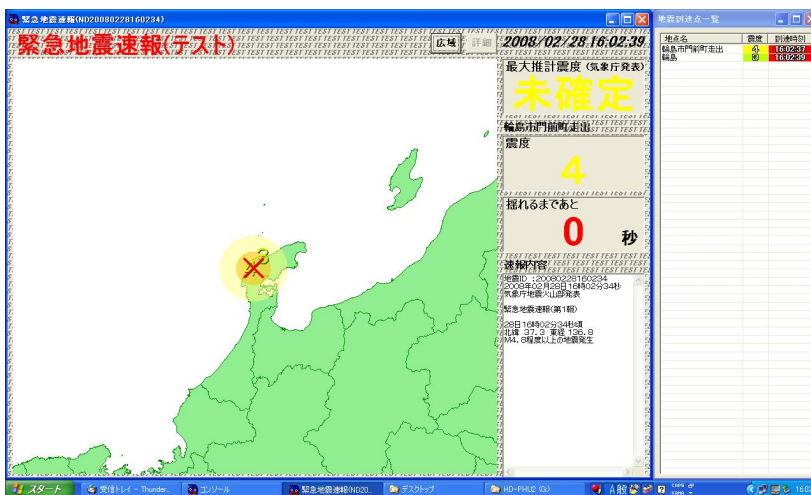 緊急地震速報(ND20080228160234)
緊急地震速報(テスト)
広域
詳細
2008/02/28 16:02:39
最大推計震度(気象庁発表)
未確定
輪島市門前町走出
震度
4
揺れるまであと
0 秒
速報内容
地震ID :20080228160234
2008年02月28日16時02分34秒
気象庁地震火山部発表
緊急地震速報(第1報)
28日16時02分34秒頃
北緯 37.3 東経 136.8
M4.8程度以上の地震発生
3
地震到達点一覧
地点名 震度 到達時刻
輪島市門前町走出 4 16:02:37
輪島 3 16:02:39
スタート
受信トレイ - Thunder...
コンソール
緊急地震速報(ND20...
デスクトップ
HD-PHU2 (G:)
A 般
CAPS